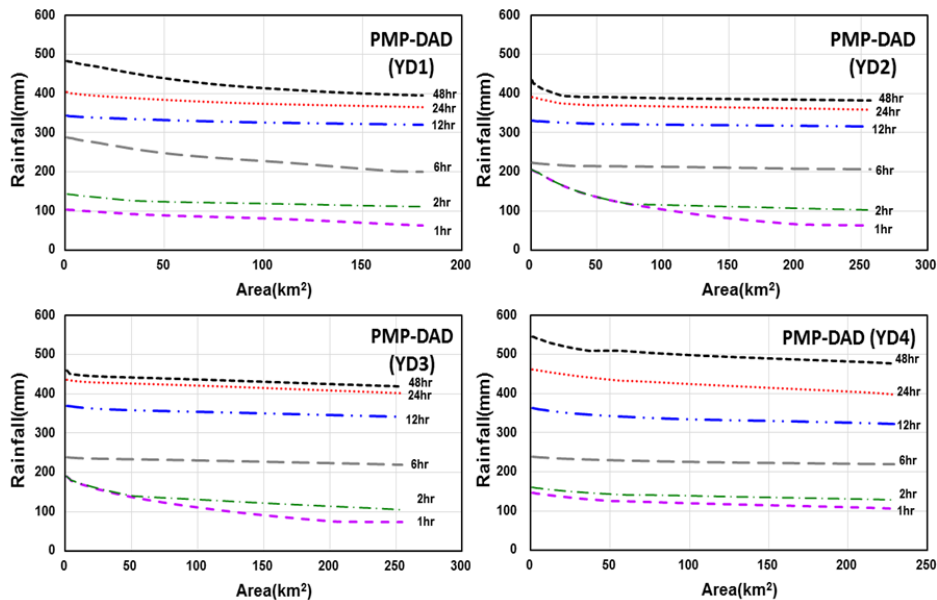 600
500
400
300
200
100
0
Rainfall(mm)
PMP-DAD
(YD1)
48hr
24hr
12hr
6hr
2hr
1hr
0 50 100 150 200
Area(km²)
600
500
400
300
200
100
0
Rainfall(mm)
PMP-DAD
(YD2)
48hr
24hr
12hr
6hr
2hr
1hr
0 50 100 150 200 250 300
Area(km²)
600
500
400
300
200
100
0
Rainfall(mm)
PMP-DAD
(YD3)
48hr
24hr
12hr
6hr
2hr
1hr
0 50 100 150 200 250 300
Area(km²)
600
500
400
300
200
100
0
Rainfall(mm)
PMP-DAD (YD4)
48hr
24hr
12hr
6hr
2hr
1hr
0 50 100 150 200 250
Area(km²)